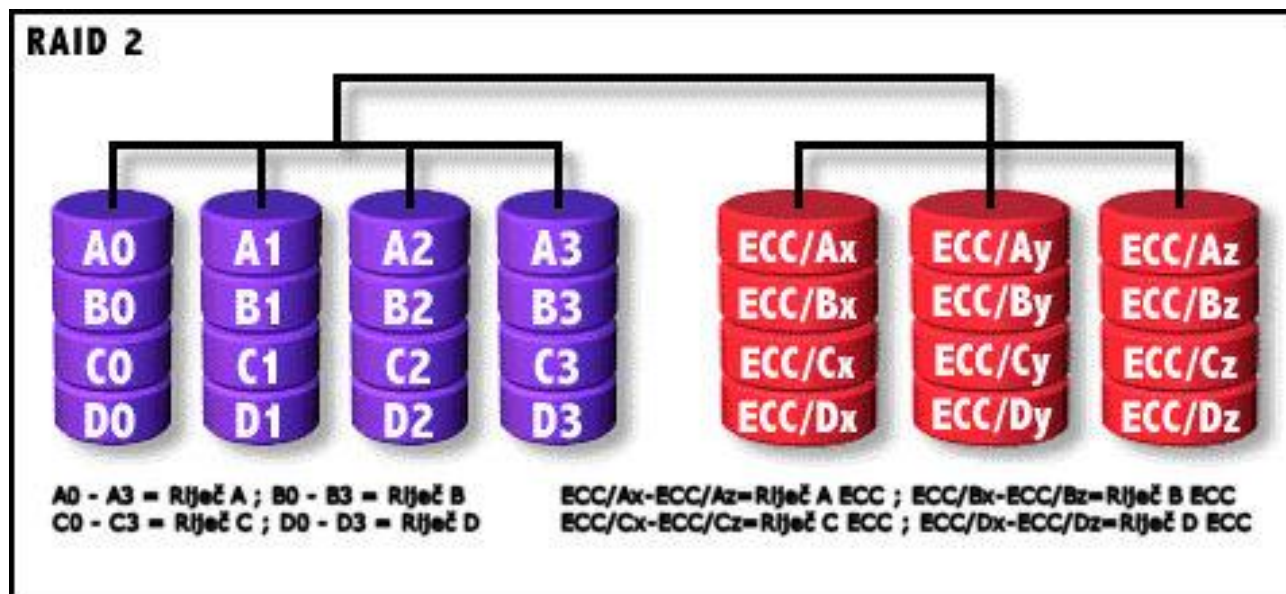 RAID 2
A0 A1 A2 A3 ECC/Ax ECC/Ay ECC/Az
B0 B1 B2 B3 ECC/Bx ECC/By ECC/Bz
C0 C1 C2 C3 ECC/Cx ECC/Cy ECC/Cz
D0 D1 D2 D3 ECC/Dx ECC/Dy ECC/Dz
A0 - A3 = Riječ A ; B0 - B3 = Riječ B
C0 - C3 = Riječ C ; D0 - D3 = Riječ D
ECC/Ax-ECC/Az=Riječ A ECC ; ECC/Bx-ECC/Bz=Riječ B ECC
ECC/Cx-ECC/Cz=Riječ C ECC ; ECC/Dx-ECC/Dz=Riječ D ECC